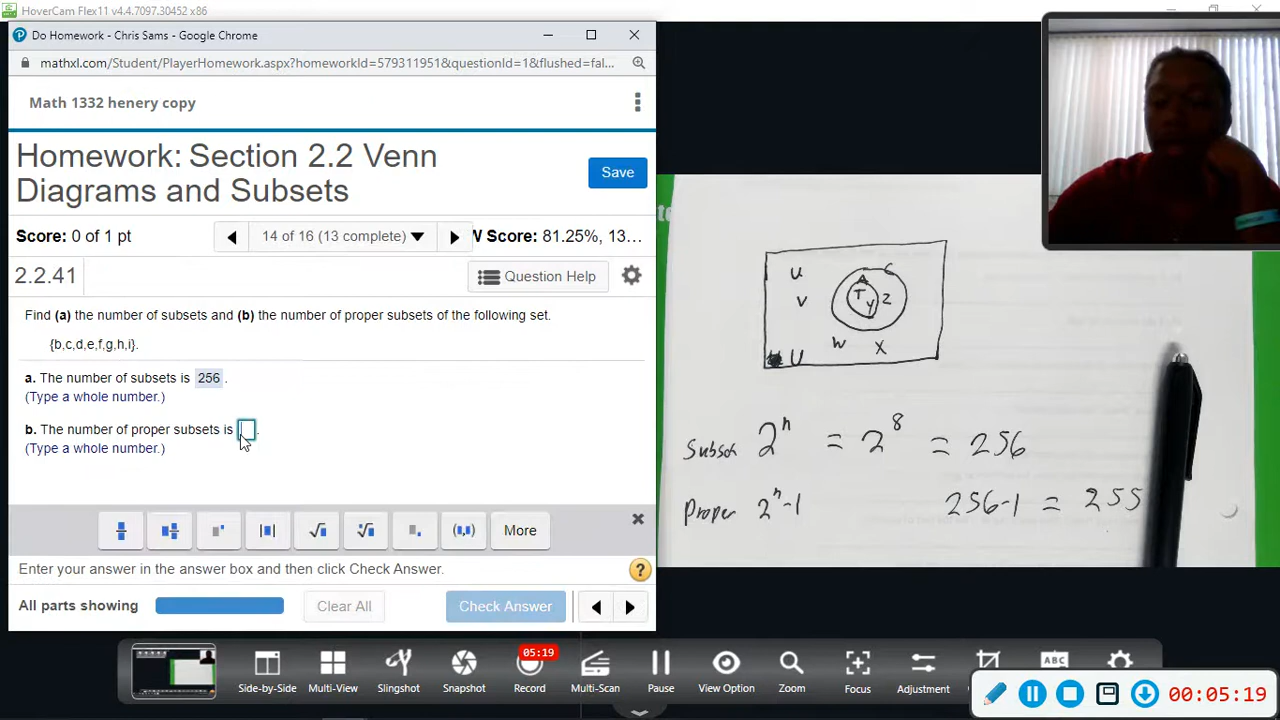 HoverCam Flex11 v4.4.7097.30452 x86
Do Homework - Chris Sams - Google Chrome
mathxl.com/Student/PlayerHomework.aspx?homeworkId=579311951&questionId=1&flushed=fal...
Math 1332 henery copy
Homework: Section 2.2 Venn
Diagrams and Subsets
Save
Score: 0 of 1 pt
14 of 16 (13 complete)
W Score: 81.25%, 13...
2.2.41
Question Help
Find (a) the number of subsets and (b) the number of proper subsets of the following set.
{b,c,d,e,f,g,h,i}.
a. The number of subsets is 256 .
(Type a whole number.)
b. The number of proper subsets is .
(Type a whole number.)
More
Enter your answer in the answer box and then click Check Answer.
?
All parts showing
Clear All
Check Answer
U
C
A
V
T
Y
Z
W
X
U
2^n = 2^8 = 256
Proper 2^n-1 256-1 = 255
05:19
Side-by-Side
Multi-View
Slingshot
Snapshot
Record
Multi-Scan
Pause
View Option
Zoom
Focus
Adjustment
ABC
00:05:19